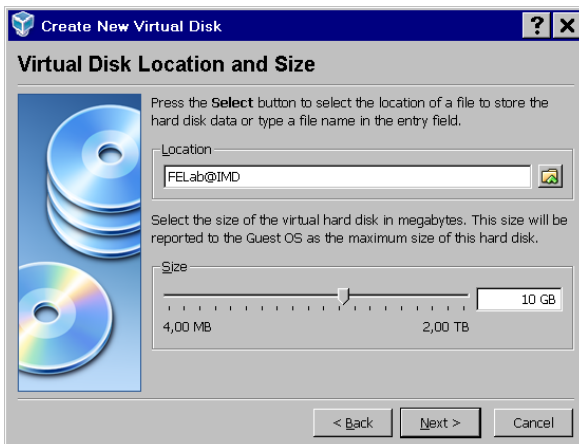 Create New Virtual Disk
Virtual Disk Location and Size
Press the Select button to select the location of a file to store the
hard disk data or type a file name in the entry field.
Location
FELab@IMD
Select the size of the virtual hard disk in megabytes. This size will be
reported to the Guest OS as the maximum size of this hard disk.
Size
10 GB
4,00 MB 2,00 TB
< Back Next > Cancel